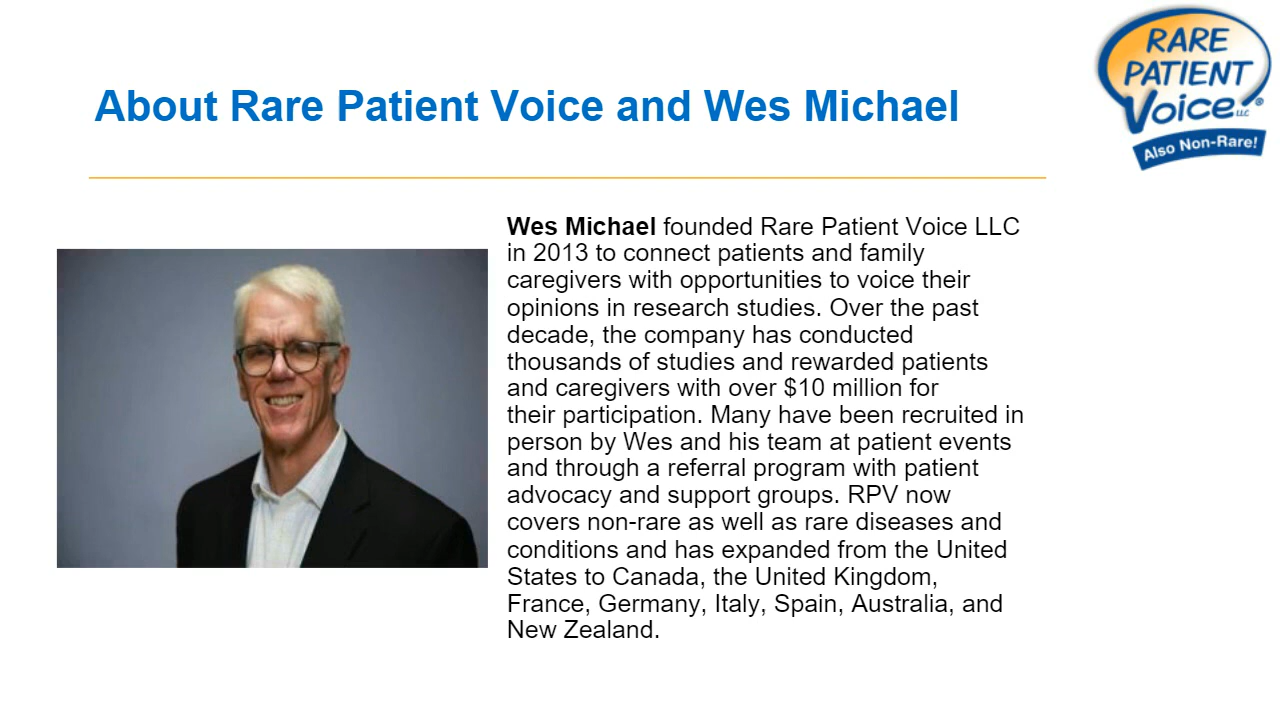 RARE
PATIENT
Voice LLC ®
Also Non-Rare!
About Rare Patient Voice and Wes Michael
Wes Michael founded Rare Patient Voice LLC
in 2013 to connect patients and family
caregivers with opportunities to voice their
opinions in research studies. Over the past
decade, the company has conducted
thousands of studies and rewarded patients
and caregivers with over $10 million for
their participation. Many have been recruited in
person by Wes and his team at patient events
and through a referral program with patient
advocacy and support groups. RPV now
covers non-rare as well as rare diseases and
conditions and has expanded from the United
States to Canada, the United Kingdom,
France, Germany, Italy, Spain, Australia, and
New Zealand.